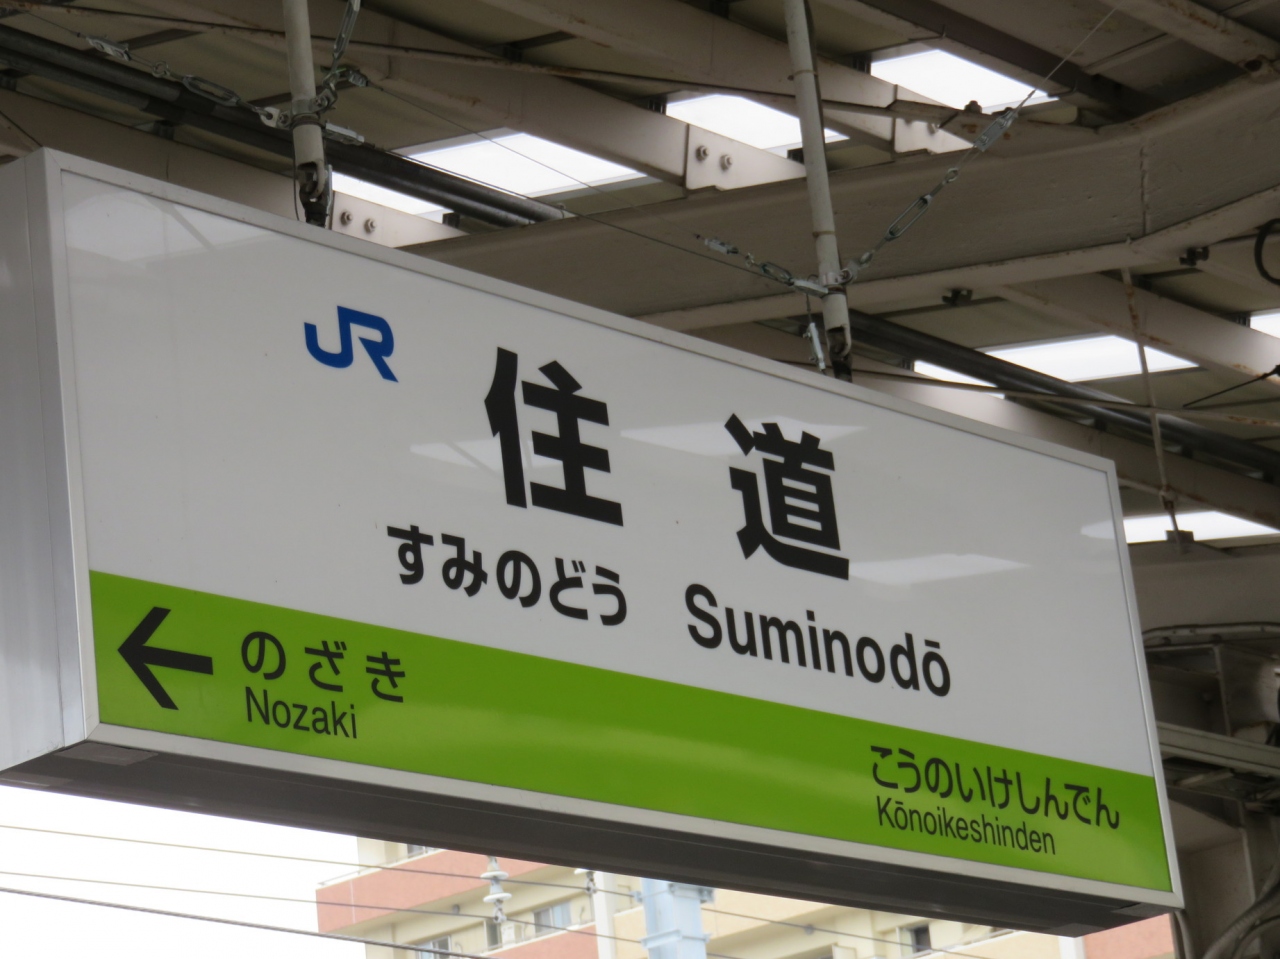 JR
住道
すみのどう Suminodō
← のざき
Nozaki
こうのいけしんでん
Kōnoikeshinden